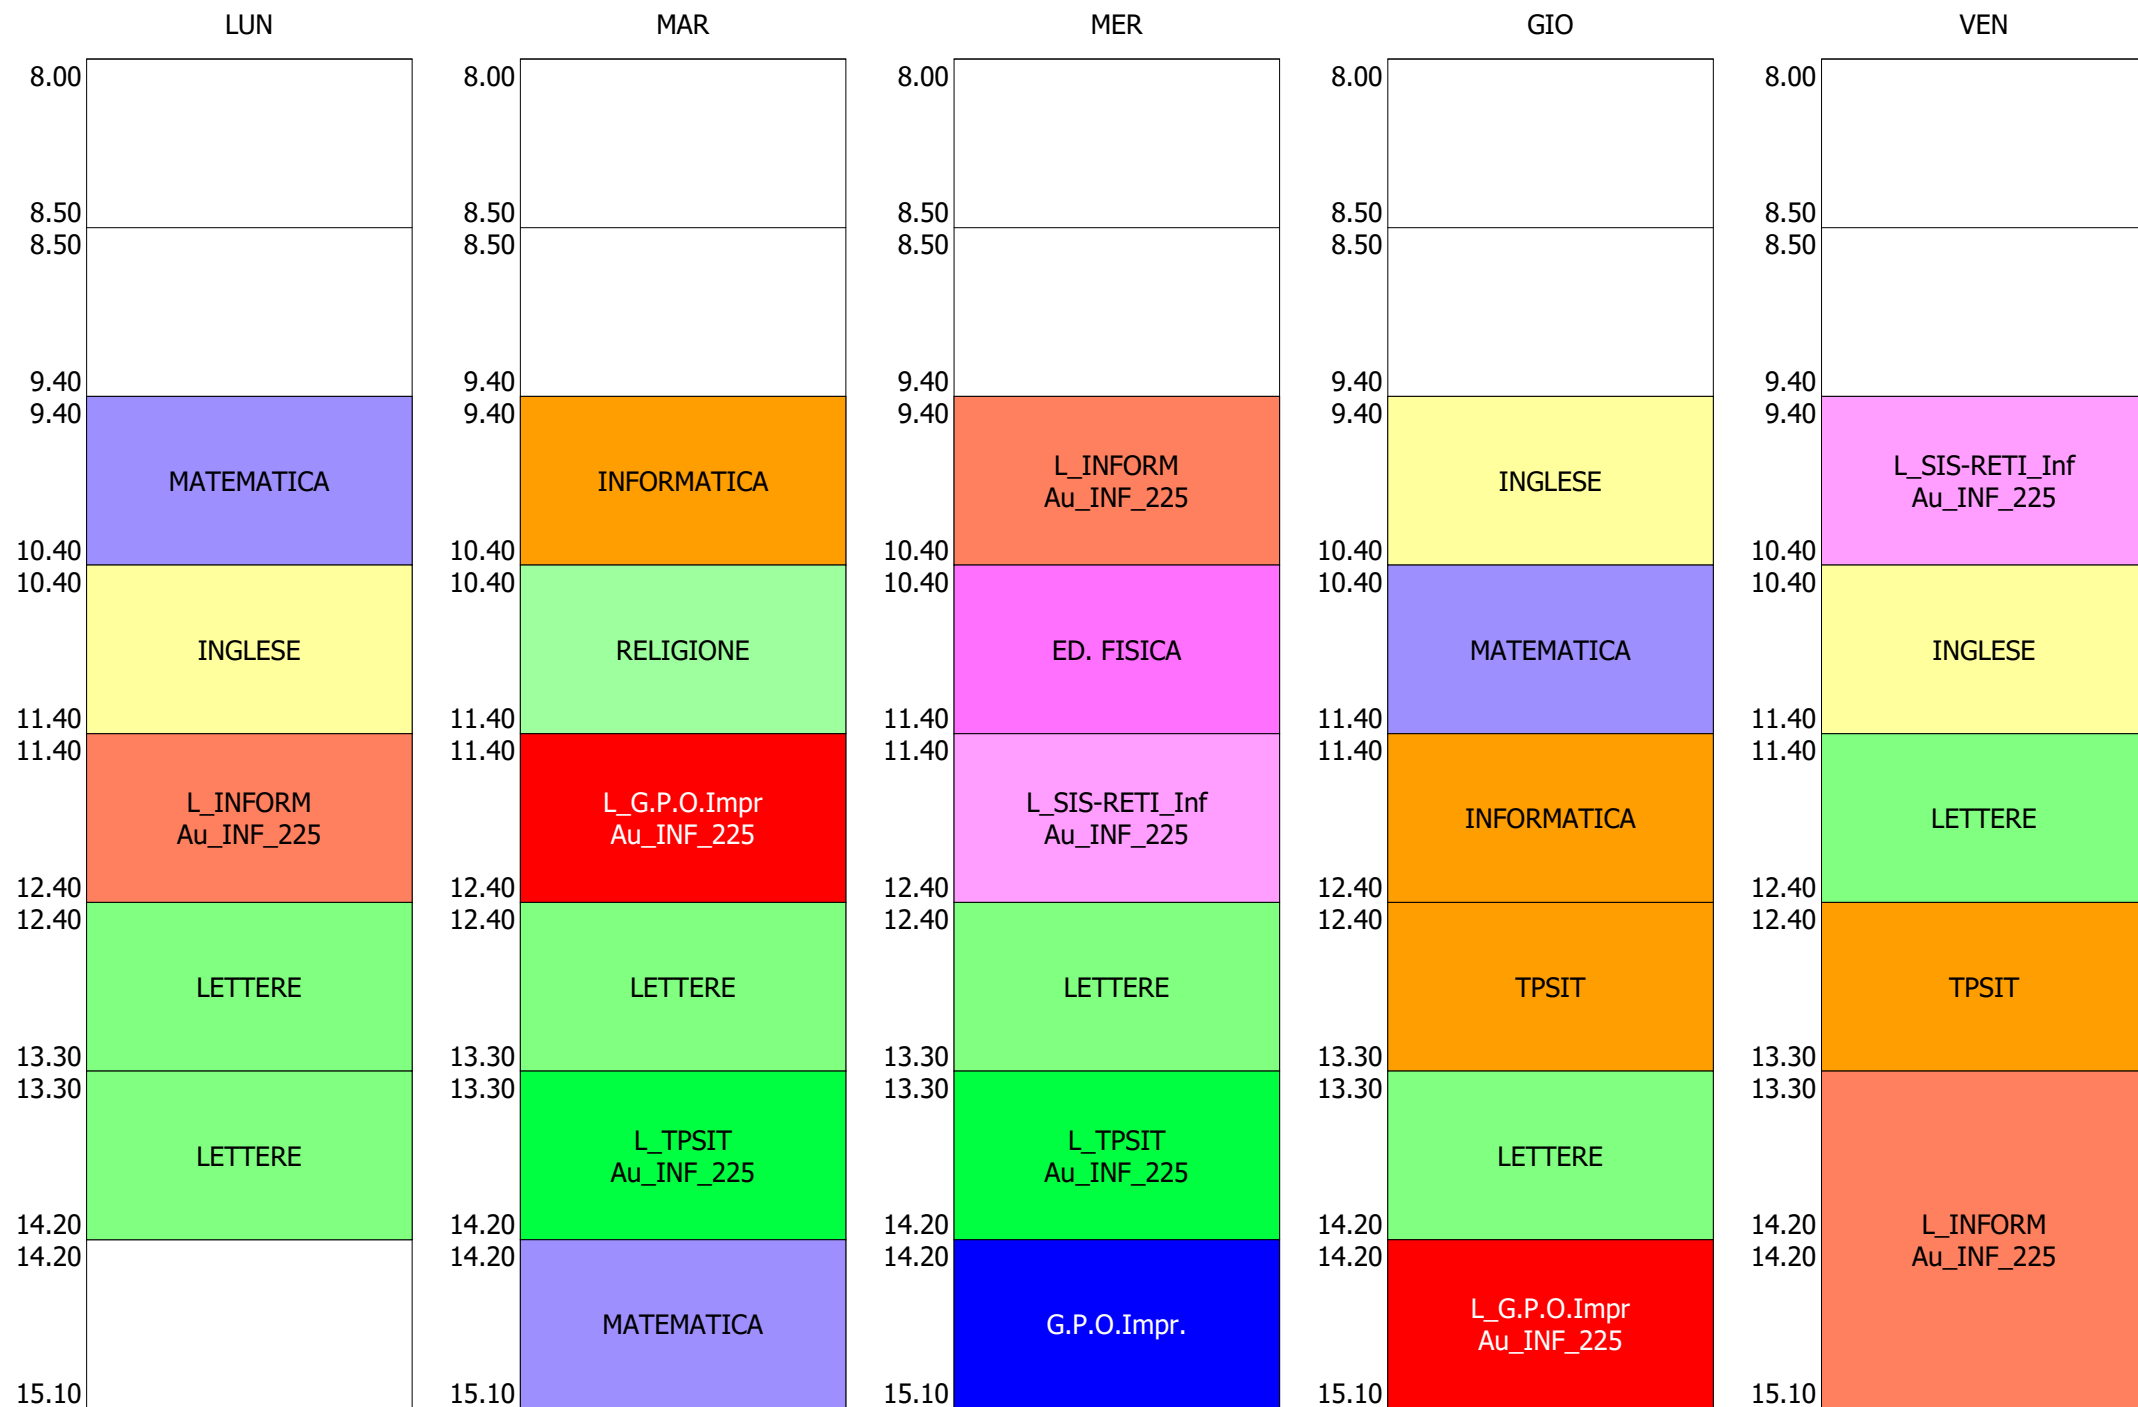 LUN MAR MER GIO VEN
8.00 8.00 8.00 8.00 8.00
8.50 8.50 8.50 8.50 8.50
8.50 8.50 8.50 8.50 8.50
9.40 9.40 9.40 9.40 9.40
9.40 9.40 9.40 9.40 9.40
MATEMATICA INFORMATICA L_INFORM INGLESE L_SIS-RETI_Inf
Au_INF_225 Au_INF_225
10.40 10.40 10.40 10.40 10.40
10.40 10.40 10.40 10.40 10.40
INGLESE RELIGIONE ED. FISICA MATEMATICA INGLESE
11.40 11.40 11.40 11.40 11.40
11.40 11.40 11.40 11.40 11.40
L_INFORM L_G.P.O.Impr L_SIS-RETI_Inf INFORMATICA LETTERE
Au_INF_225 Au_INF_225 Au_INF_225
12.40 12.40 12.40 12.40 12.40
12.40 12.40 12.40 12.40 12.40
LETTERE LETTERE LETTERE TPSIT TPSIT
13.30 13.30 13.30 13.30 13.30
13.30 13.30 13.30 13.30 13.30
LETTERE L_TPSIT L_TPSIT LETTERE
Au_INF_225 Au_INF_225
14.20 14.20 14.20 14.20 14.20 L_INFORM
14.20 14.20 14.20 14.20 14.20 Au_INF_225
MATEMATICA G.P.O.Impr. L_G.P.O.Impr
Au_INF_225
15.10 15.10 15.10 15.10 15.10